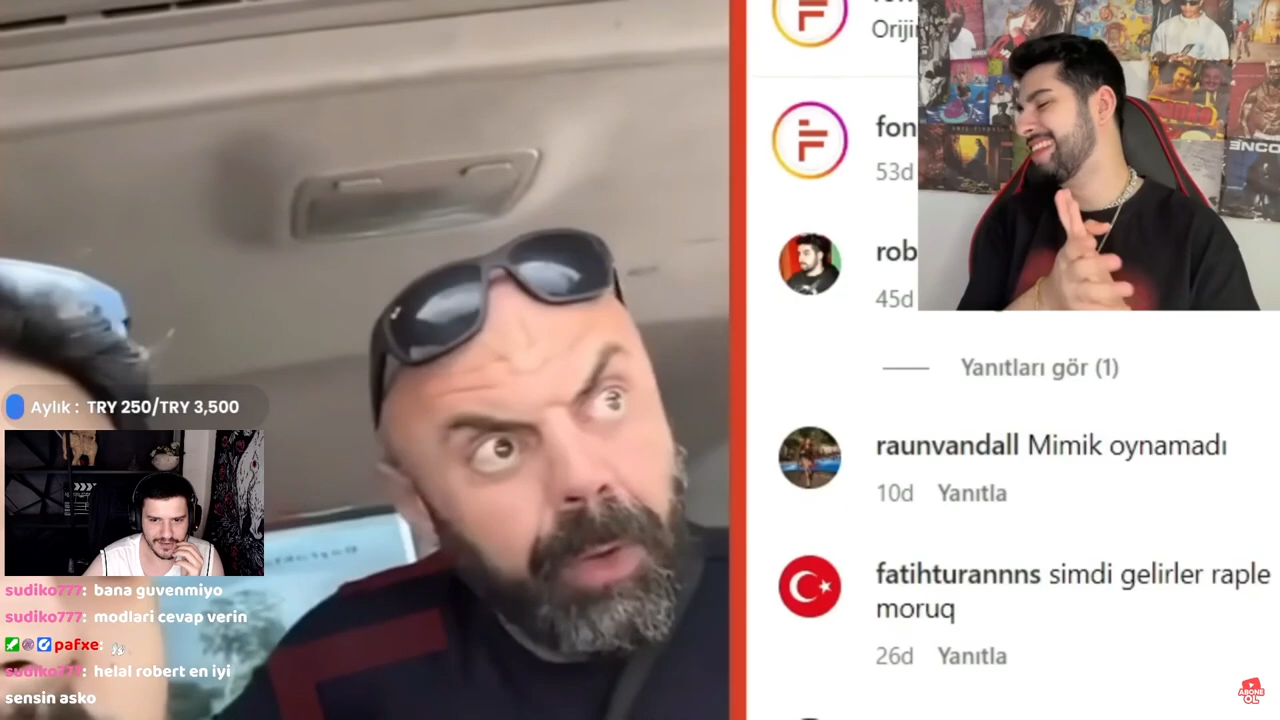 Aylık : TRY 250/TRY 3,500
sudiko777: bana guvenmiyo
sudiko777: modlari cevap verin
pafxe:
sudiko777: helal robert en iyi
sensin asko
fon
53d
rob
45d
Yanıtları gör (1)
raunvandall Mimik oynamadı
10d Yanıtla
fatihturannns simdi gelirler raple
moruq
26d Yanıtla
ABONE
OL